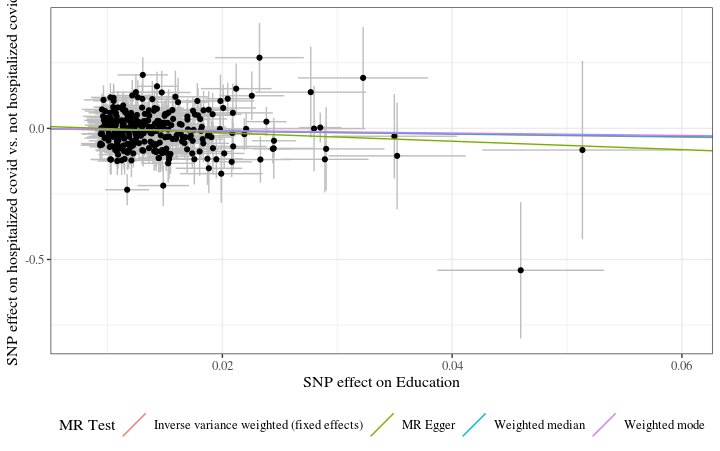 SNP effect on hospitalized covid vs. not hospitalized covid
0.0
-0.5
0.02
0.04
0.06
SNP effect on Education
MR Test
Inverse variance weighted (fixed effects)
MR Egger
Weighted median
Weighted mode